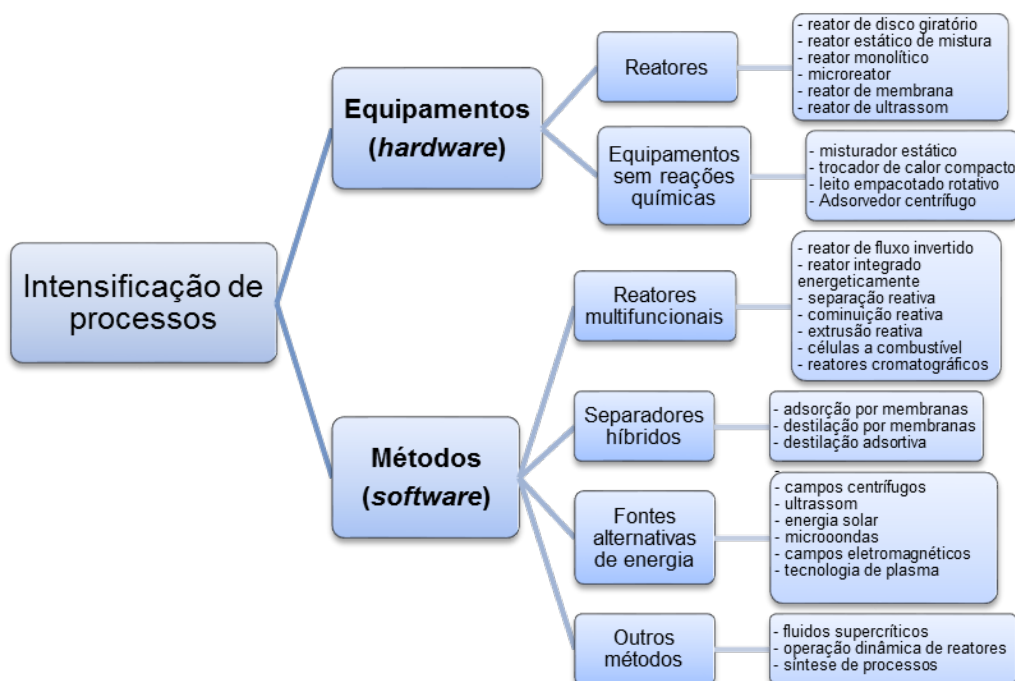 Intensificação de
processos
Equipamentos
(hardware)
Reatores
- reator de disco giratório
- reator estático de mistura
- reator monolítico
- microreator
- reator de membrana
- reator de ultrassom
Equipamentos
sem reações
químicas
- misturador estático
- trocador de calor compacto
- leito empacotado rotativo
- Adsorvedor centrífugo
Métodos
(software)
Reatores
multifuncionais
- reator de fluxo invertido
- reator integrado
energeticamente
- separação reativa
- cominuição reativa
- extrusão reativa
- células a combustível
- reatores cromatográficos
Separadores
híbridos
- adsorção por membranas
- destilação por membranas
- destilação adsortiva
Fontes
alternativas
de energia
-
- campos centrífugos
- ultrassom
- energia solar
- microoondas
- campos eletromagnéticos
- tecnologia de plasma
Outros
métodos
- fluidos supercríticos
- operação dinâmica de reatores
- síntese de processos